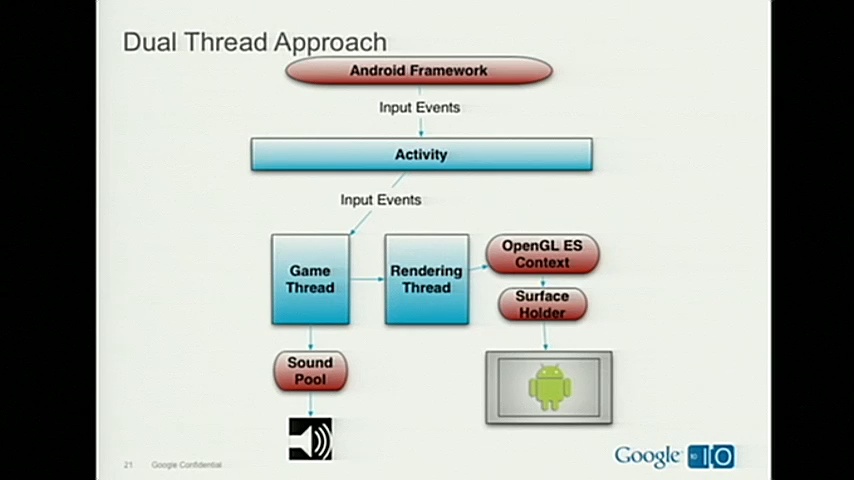 Dual Thread Approach
Android Framework
Input Events
Activity
Input Events
Game
Thread
Rendering
Thread
OpenGL ES
Context
Surface
Holder
Sound
Pool
21 Google Confidential
Google 10 IO